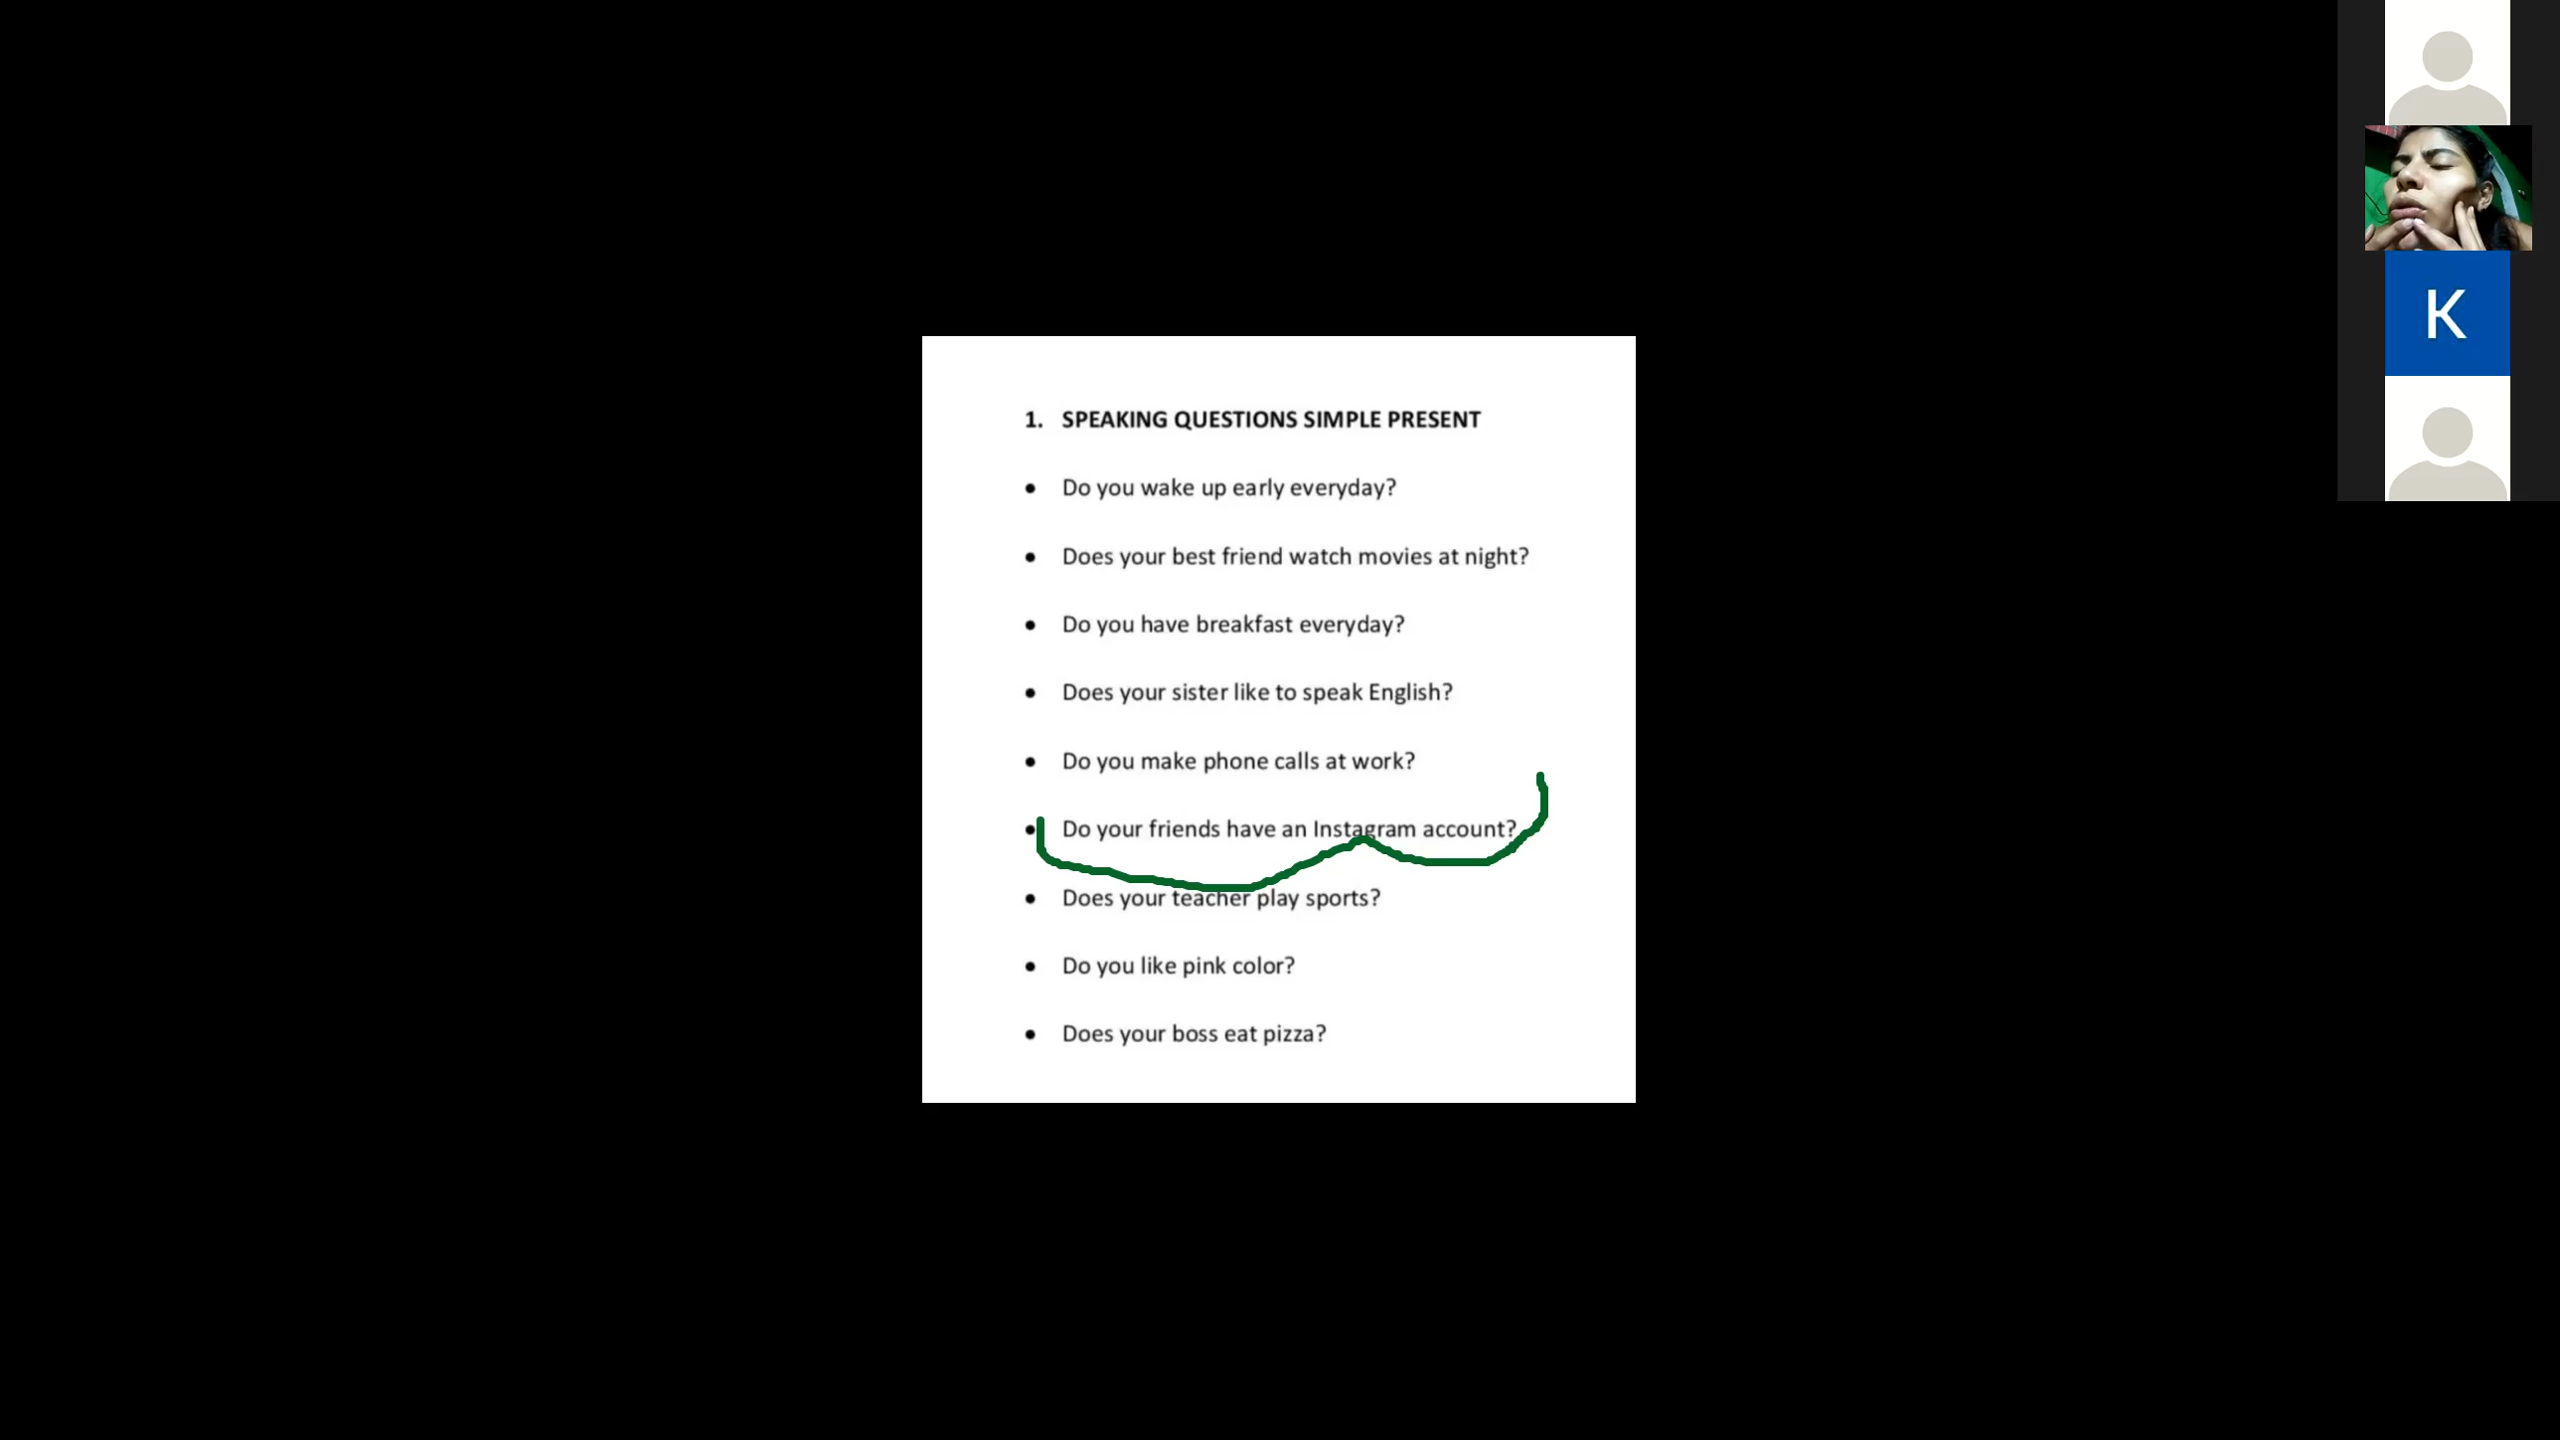 1. SPEAKING QUESTIONS SIMPLE PRESENT
• Do you wake up early everyday?
• Does your best friend watch movies at night?
• Do you have breakfast everyday?
• Does your sister like to speak English?
• Do you make phone calls at work?
• Do your friends have an Instagram account?
• Does your teacher play sports?
• Do you like pink color?
• Does your boss eat pizza?
K